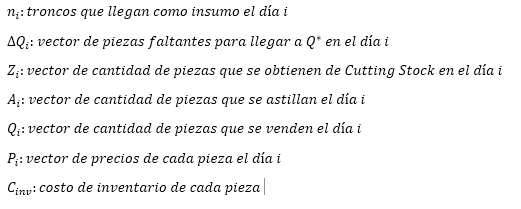 nᵢ: troncos que llegan como insumo el día i
ΔQᵢ: vector de piezas faltantes para llegar a Q* en el día i
Zᵢ: vector de cantidad de piezas que se obtienen de Cutting Stock en el día i
Aᵢ: vector de cantidad de piezas que se astillan el día i
Qᵢ: vector de cantidad de piezas que se venden el día i
Pᵢ: vector de precios de cada pieza el día i
Cᵢₙᵥ: costo de inventario de cada pieza